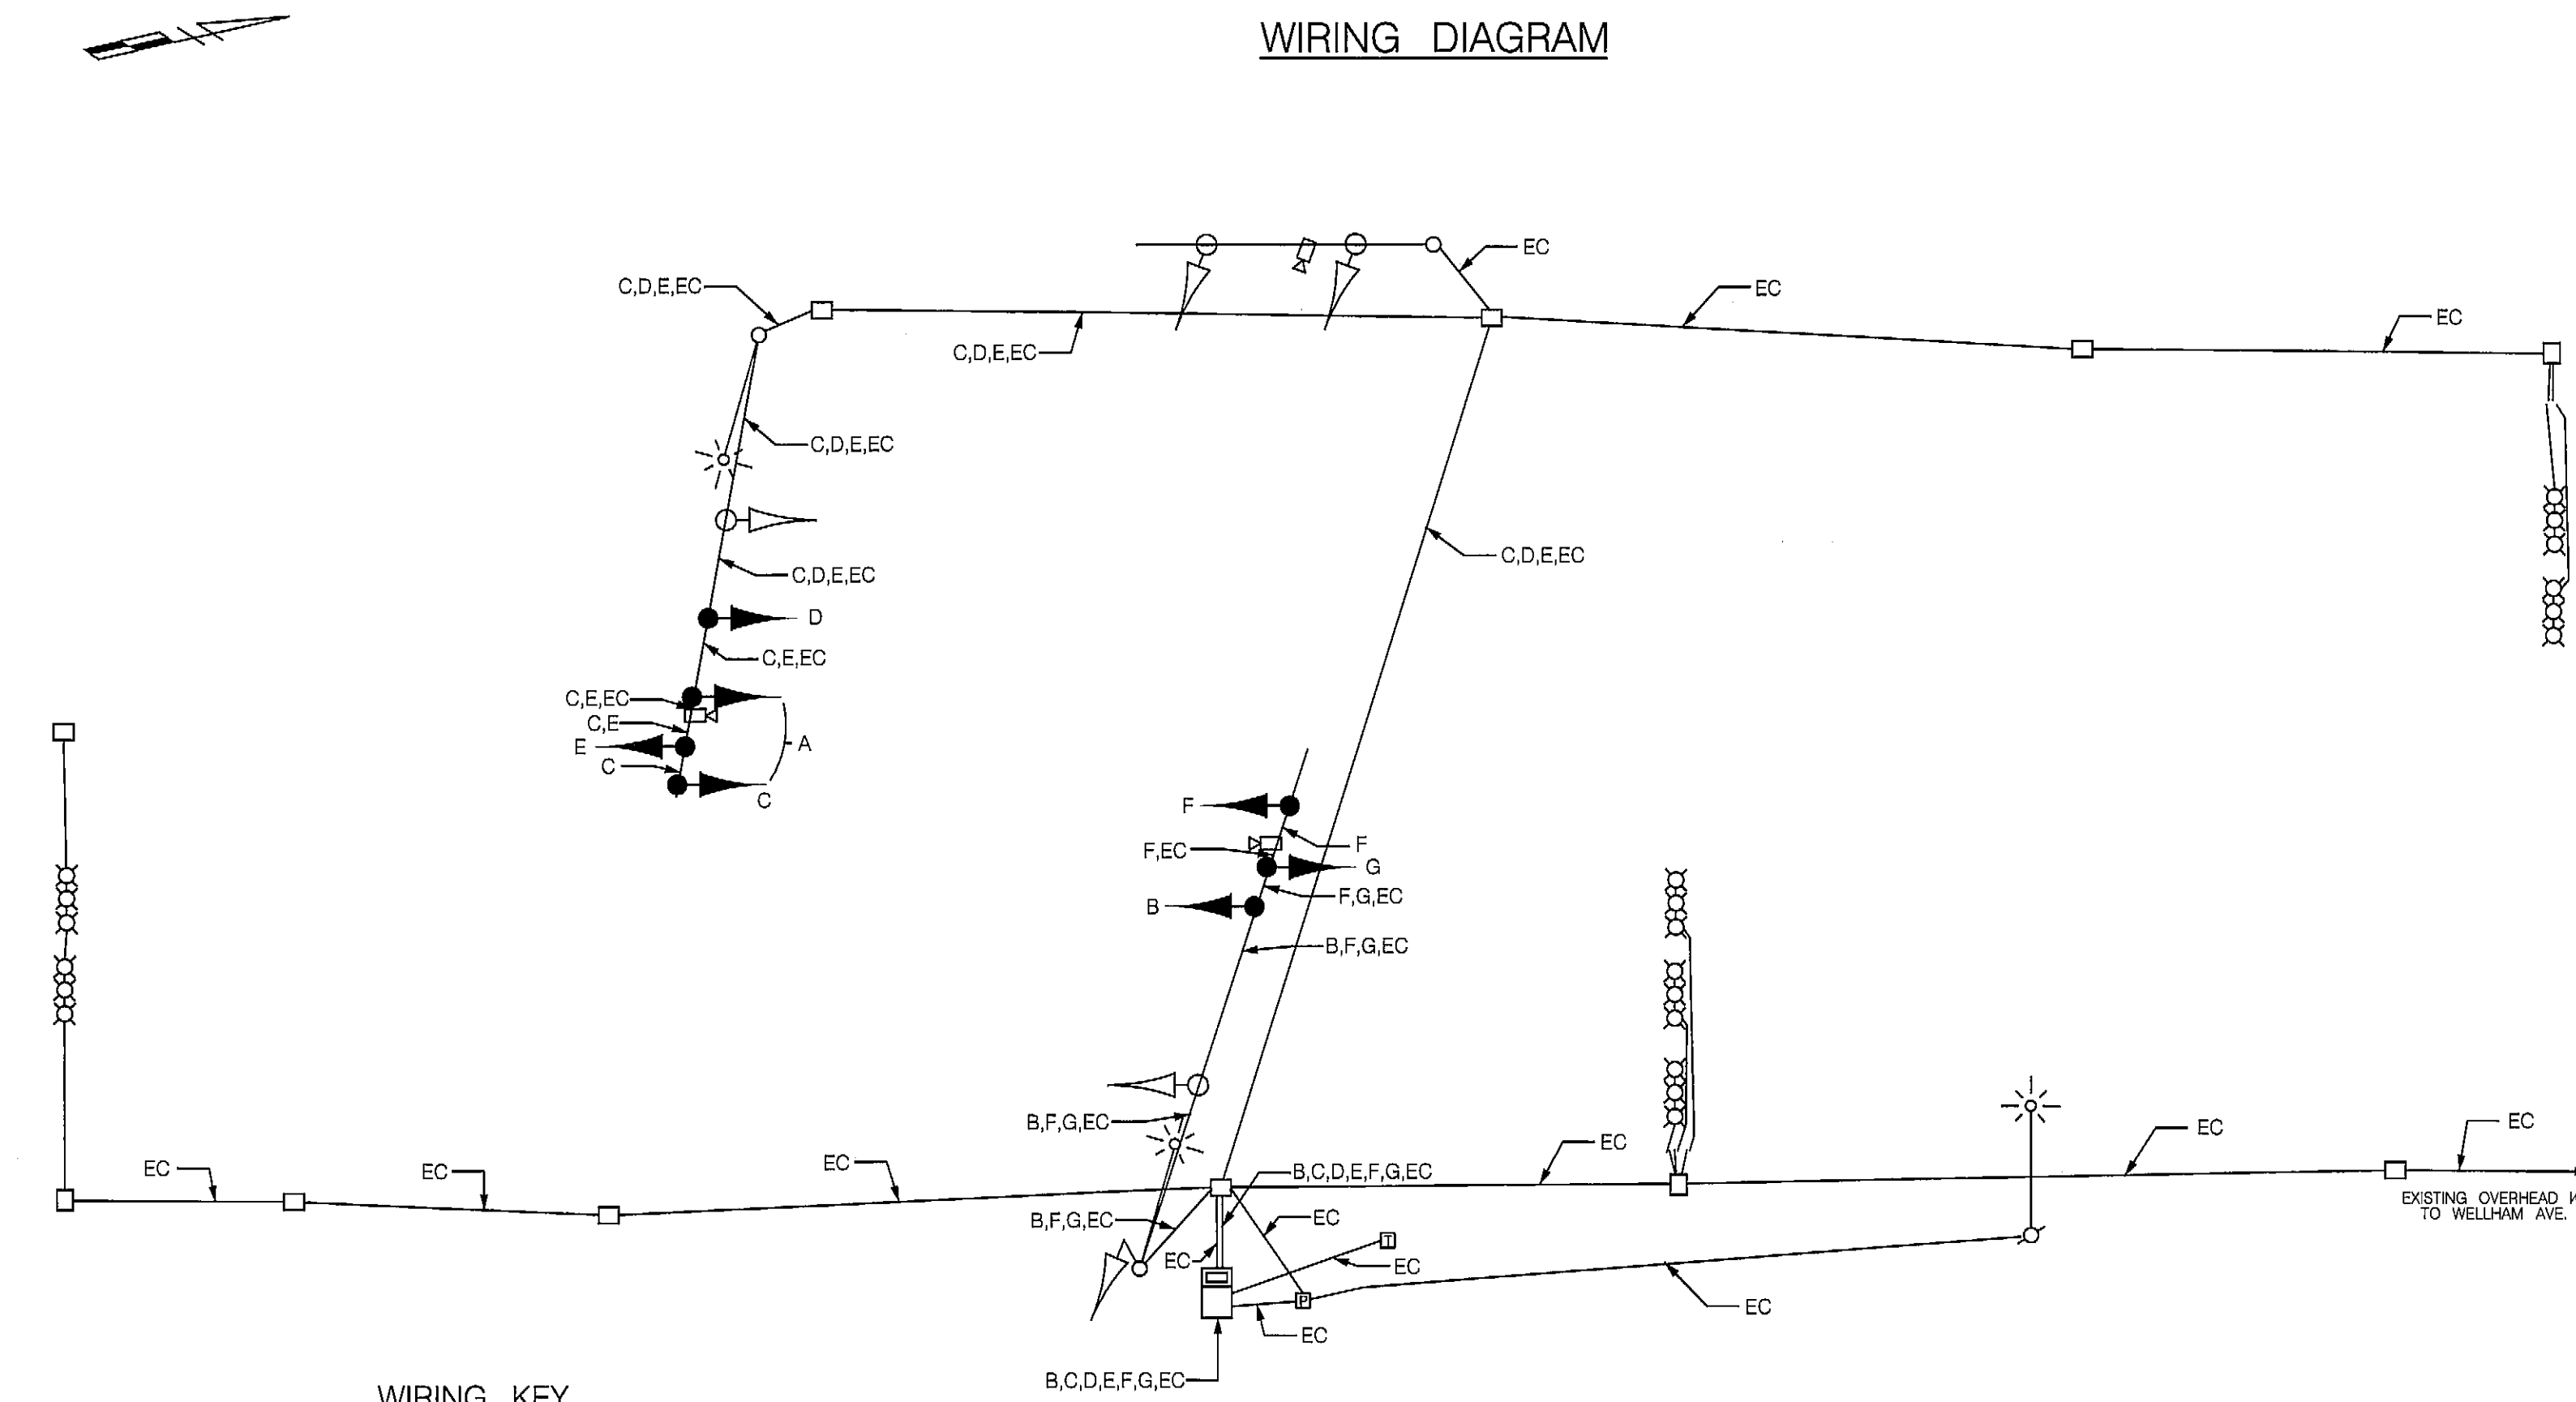 WIRING DIAGRAM
EC
C,D,E,EC
EC
EC
C,D,E,EC
C,D,E,EC
C,D,E,EC
C,D,E,EC
D
C,E,EC
C,E,EC
C,E
A
E
C
C
F
F
F,EC
G
F,G,EC
B
B,F,G,EC
B,F,G,EC
EC
EC
EC
EC
EC
EC
EC
B,C,D,E,F,G,EC
EXISTING OVERHEAD
TO WELLHAM AVE.
B,F,G,EC
EC
T
EC
EC
P
EC
EC
B,C,D,E,F,G,EC
WIRING KEY